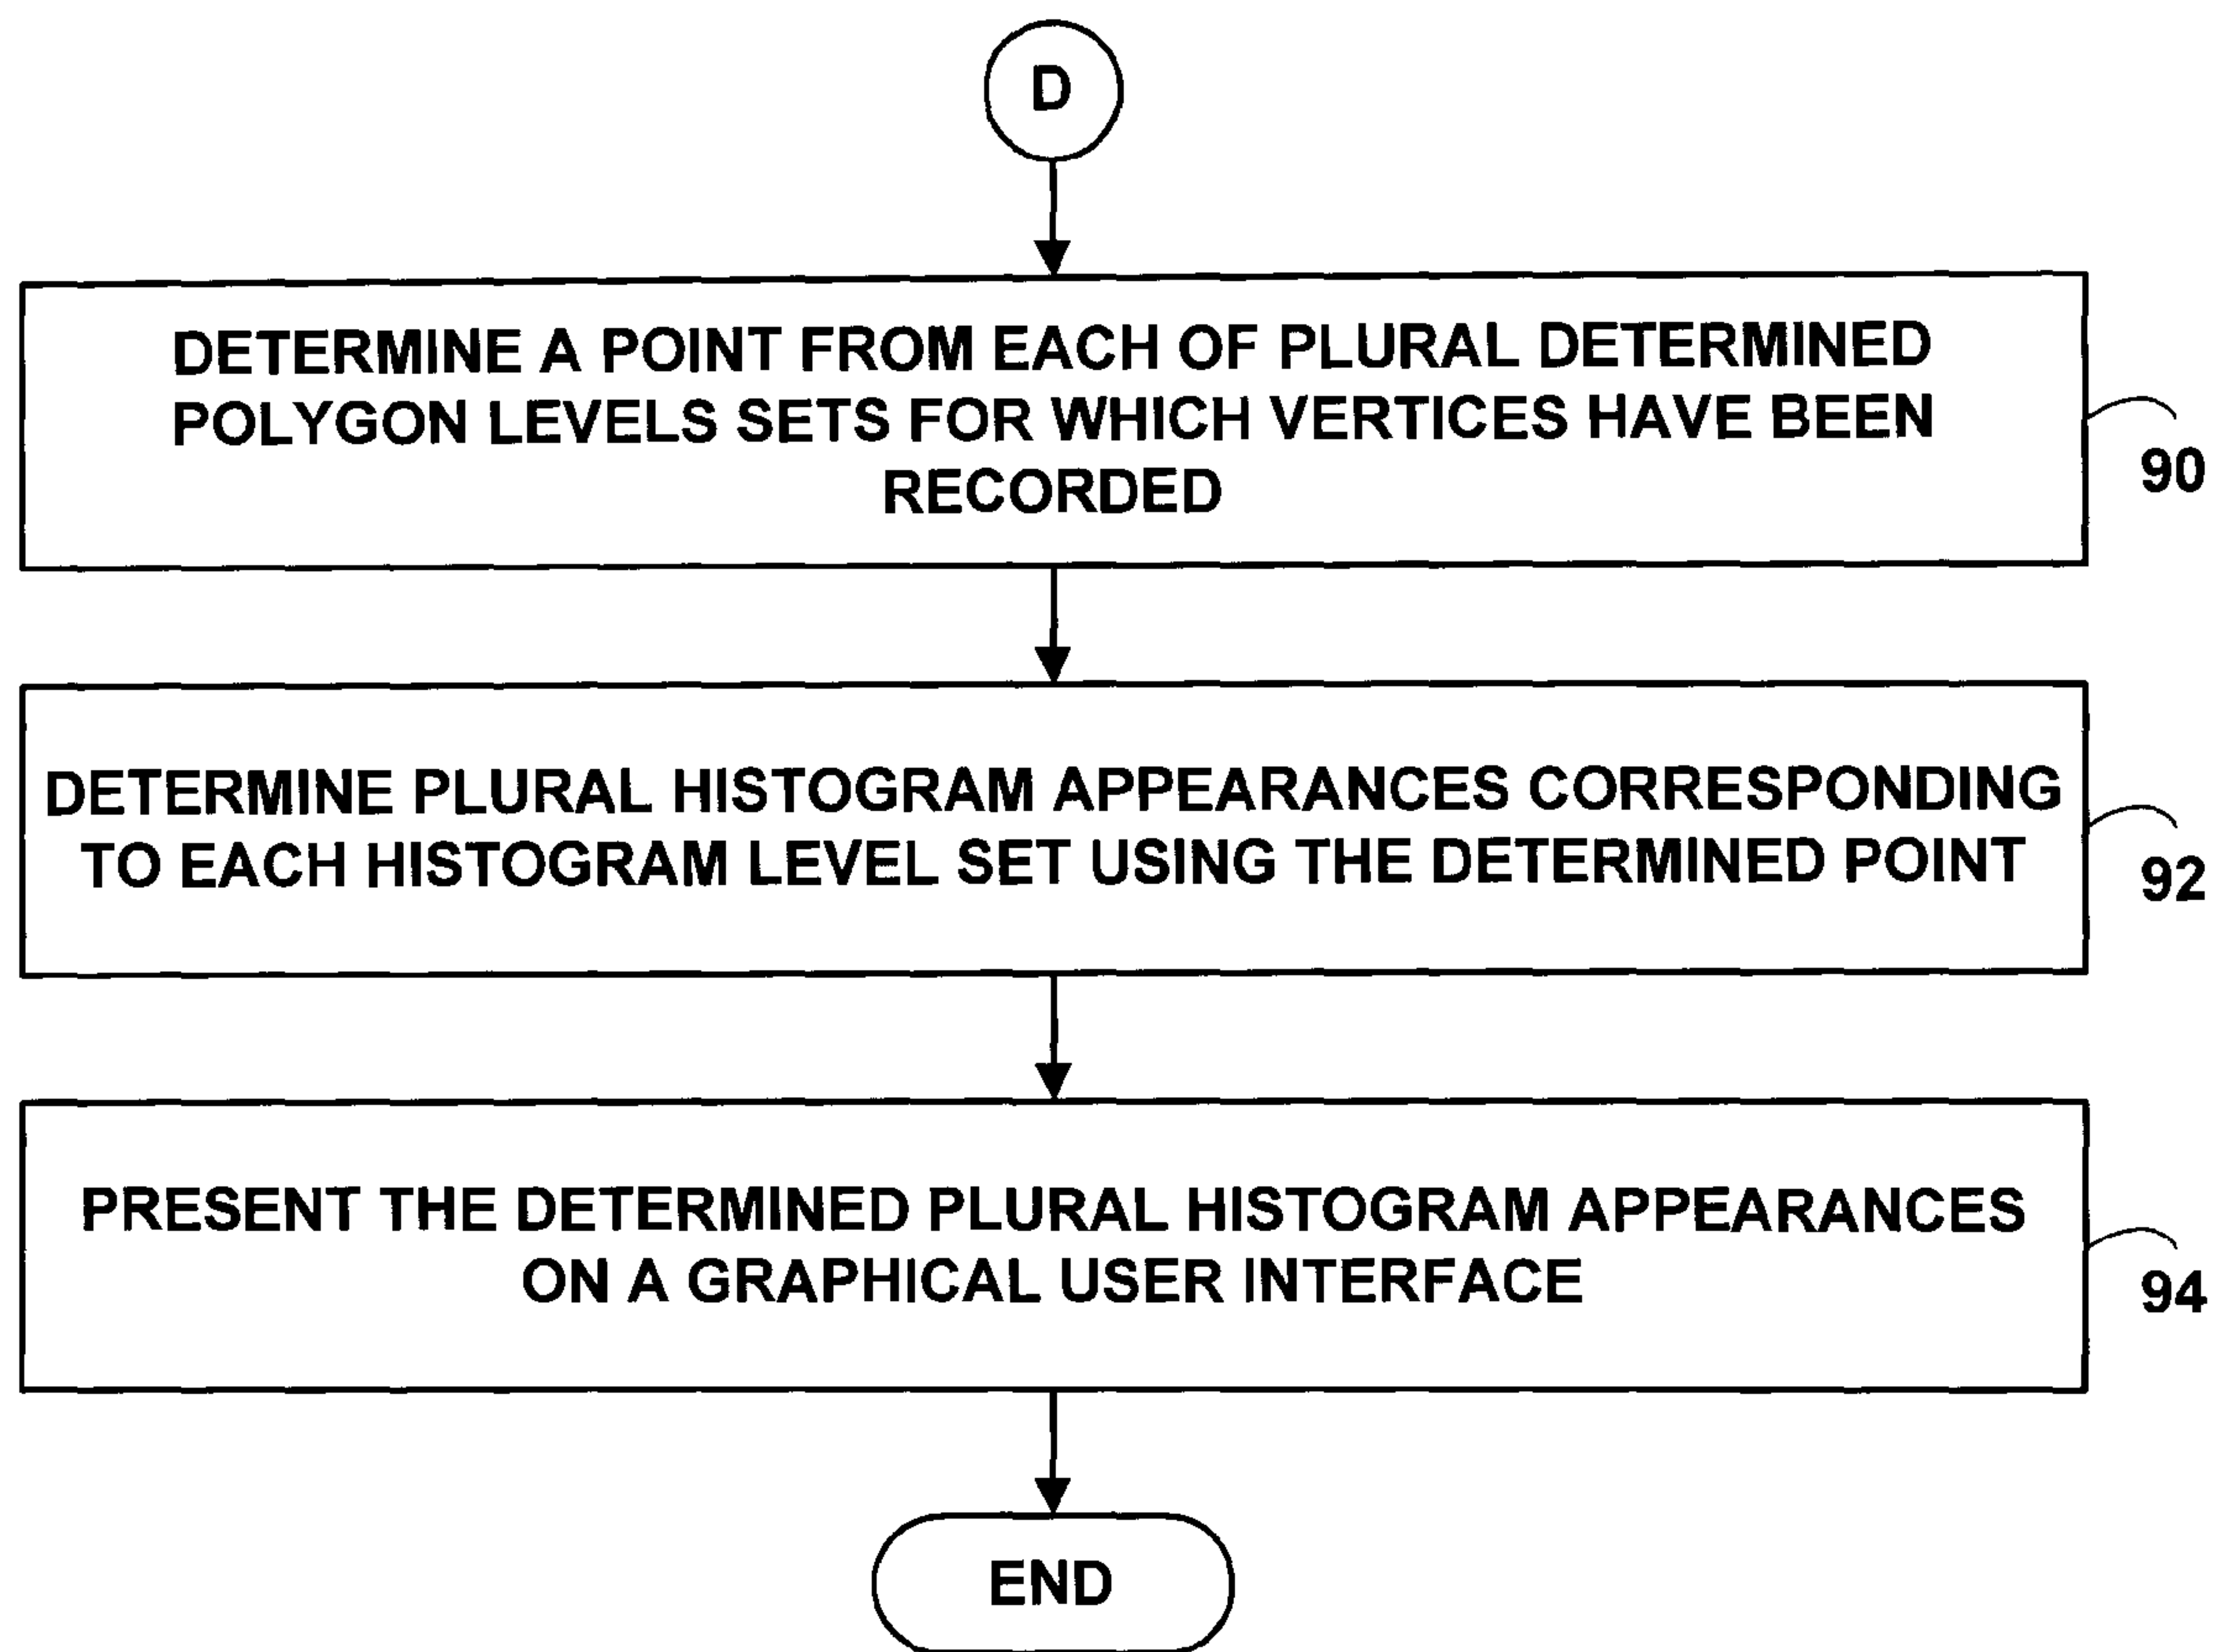 D
DETERMINE A POINT FROM EACH OF PLURAL DETERMINED
POLYGON LEVELS SETS FOR WHICH VERTICES HAVE BEEN
RECORDED
90
DETERMINE PLURAL HISTOGRAM APPEARANCES CORRESPONDING
TO EACH HISTOGRAM LEVEL SET USING THE DETERMINED POINT
92
PRESENT THE DETERMINED PLURAL HISTOGRAM APPEARANCES
ON A GRAPHICAL USER INTERFACE
94
END